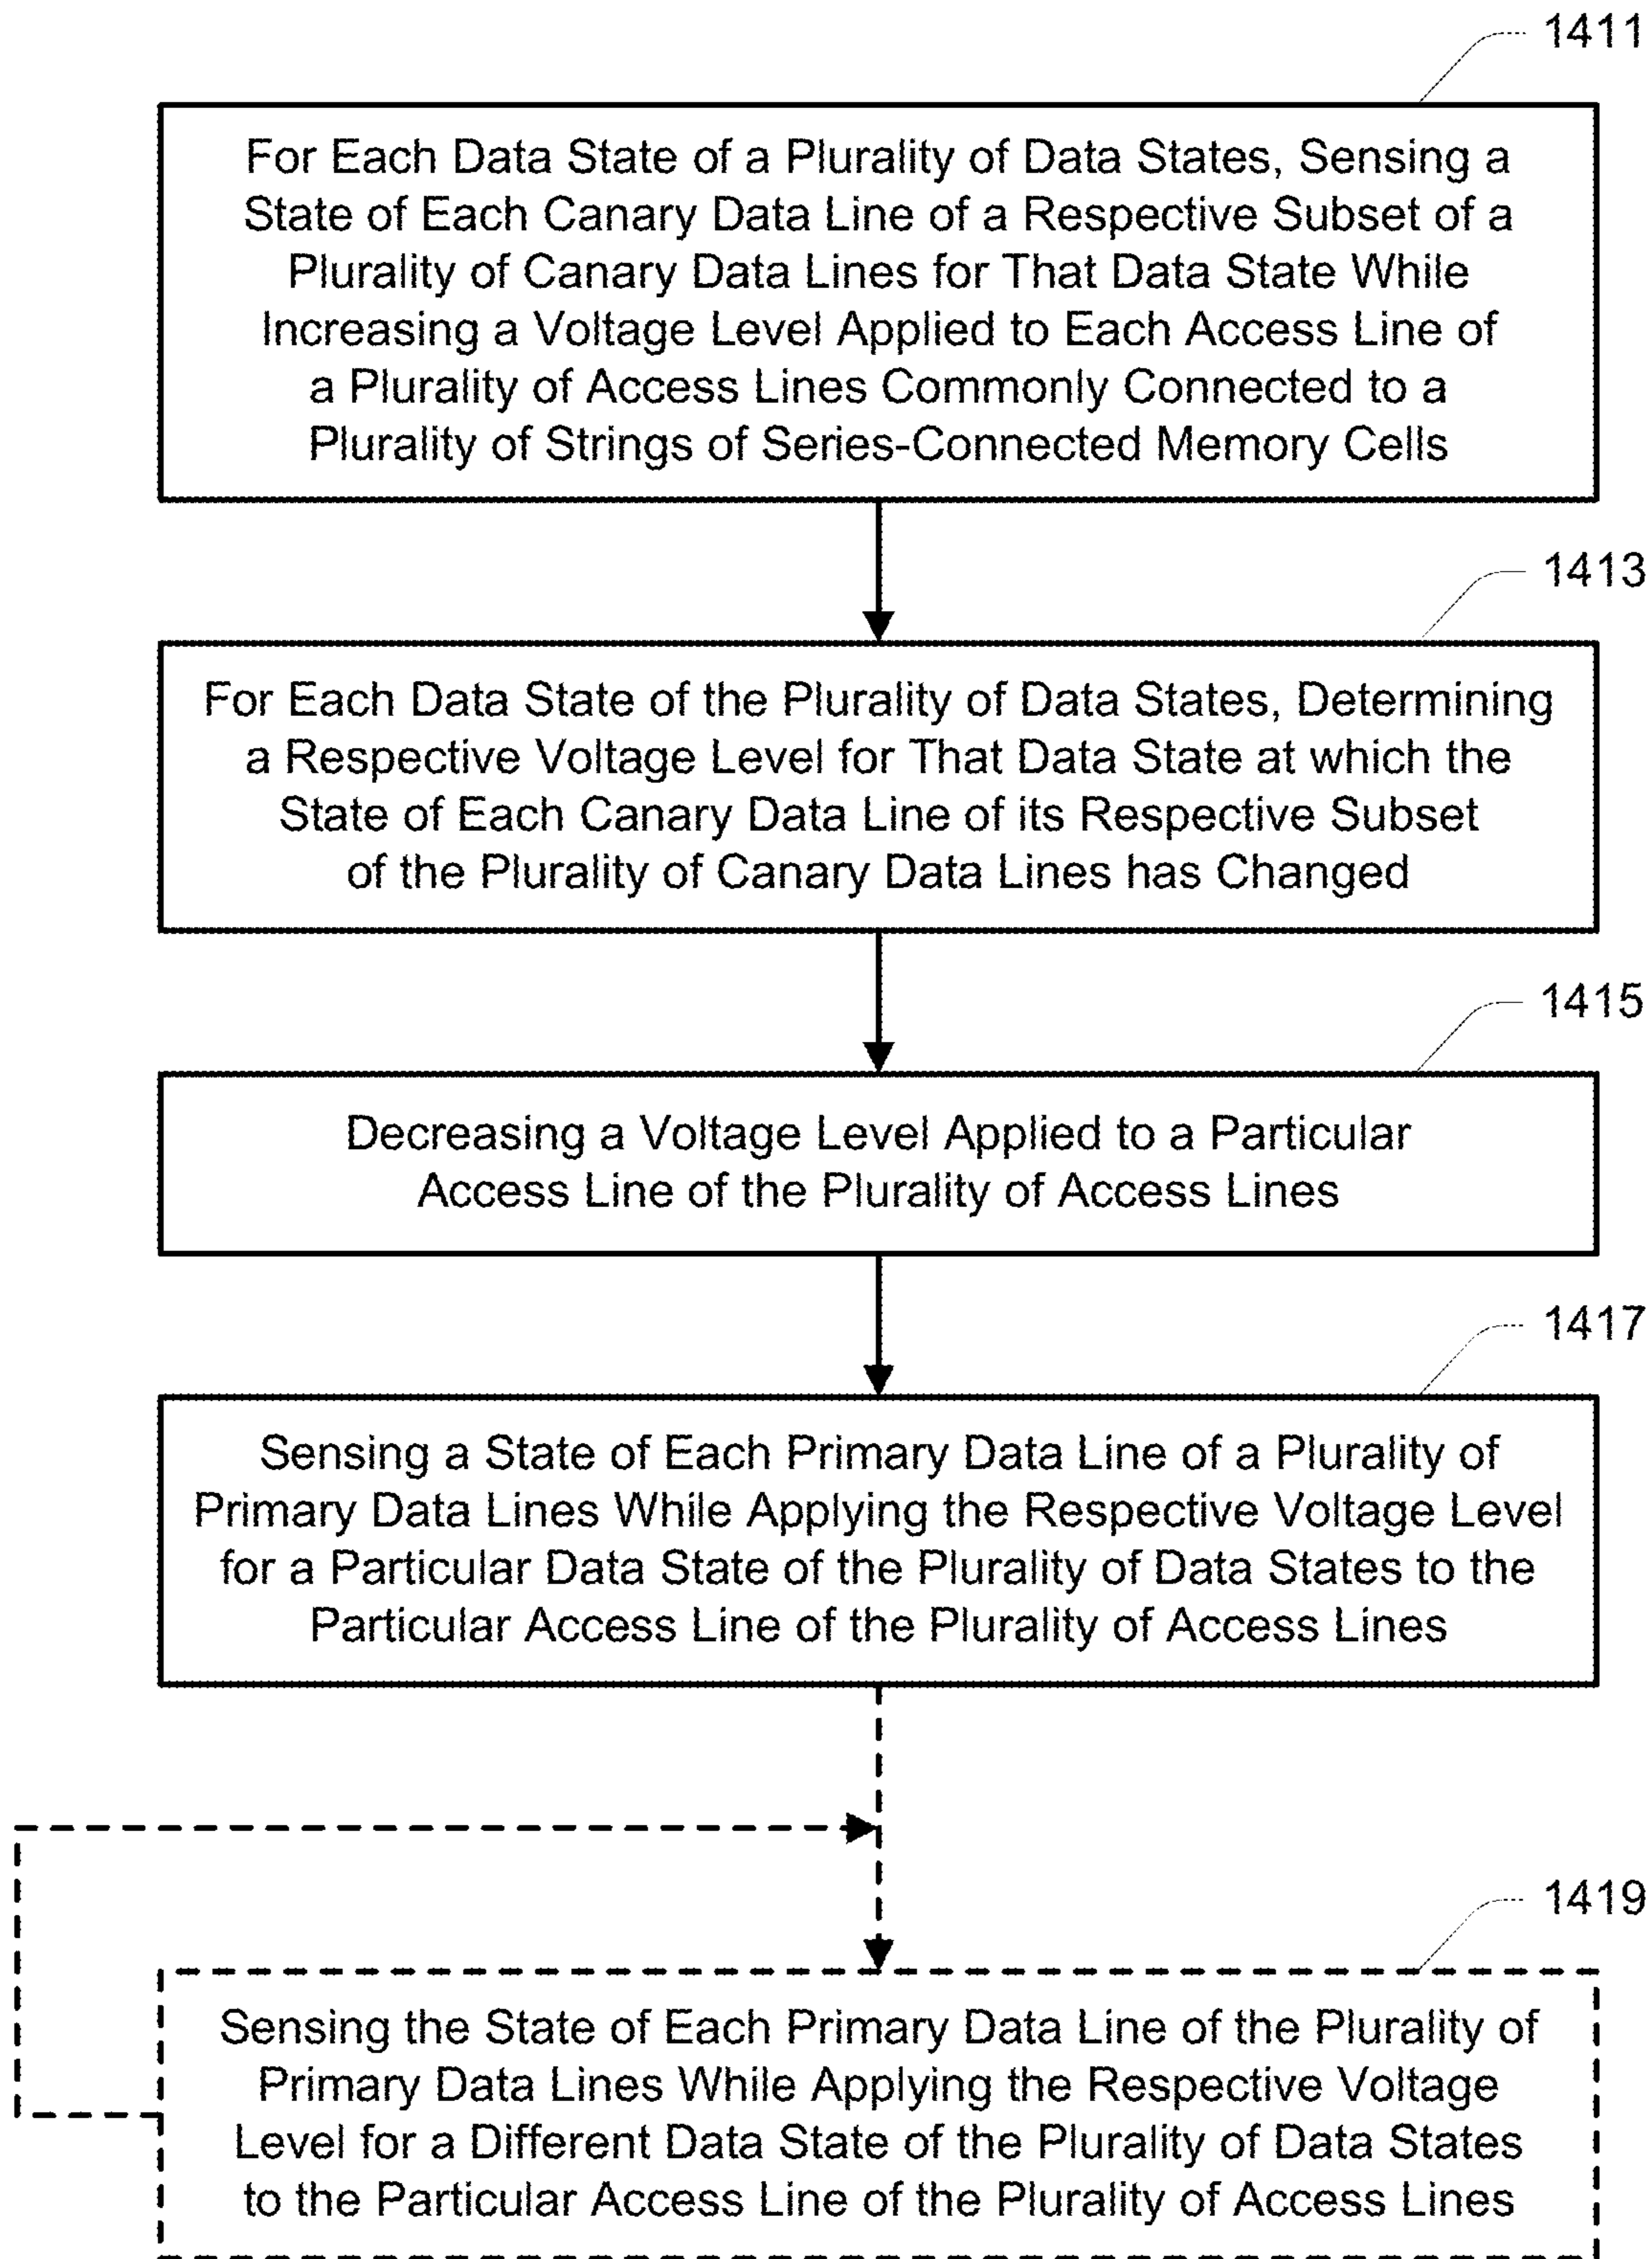 1411
For Each Data State of a Plurality of Data States, Sensing a
State of Each Canary Data Line of a Respective Subset of a
Plurality of Canary Data Lines for That Data State While
Increasing a Voltage Level Applied to Each Access Line of
a Plurality of Access Lines Commonly Connected to a
Plurality of Strings of Series-Connected Memory Cells
1413
For Each Data State of the Plurality of Data States, Determining
a Respective Voltage Level for That Data State at which the
State of Each Canary Data Line of its Respective Subset
of the Plurality of Canary Data Lines has Changed
1415
Decreasing a Voltage Level Applied to a Particular
Access Line of the Plurality of Access Lines
1417
Sensing a State of Each Primary Data Line of a Plurality of
Primary Data Lines While Applying the Respective Voltage Level
for a Particular Data State of the Plurality of Data States to the
Particular Access Line of the Plurality of Access Lines
1419
Sensing the State of Each Primary Data Line of the Plurality of
Primary Data Lines While Applying the Respective Voltage
Level for a Different Data State of the Plurality of Data States
to the Particular Access Line of the Plurality of Access Lines